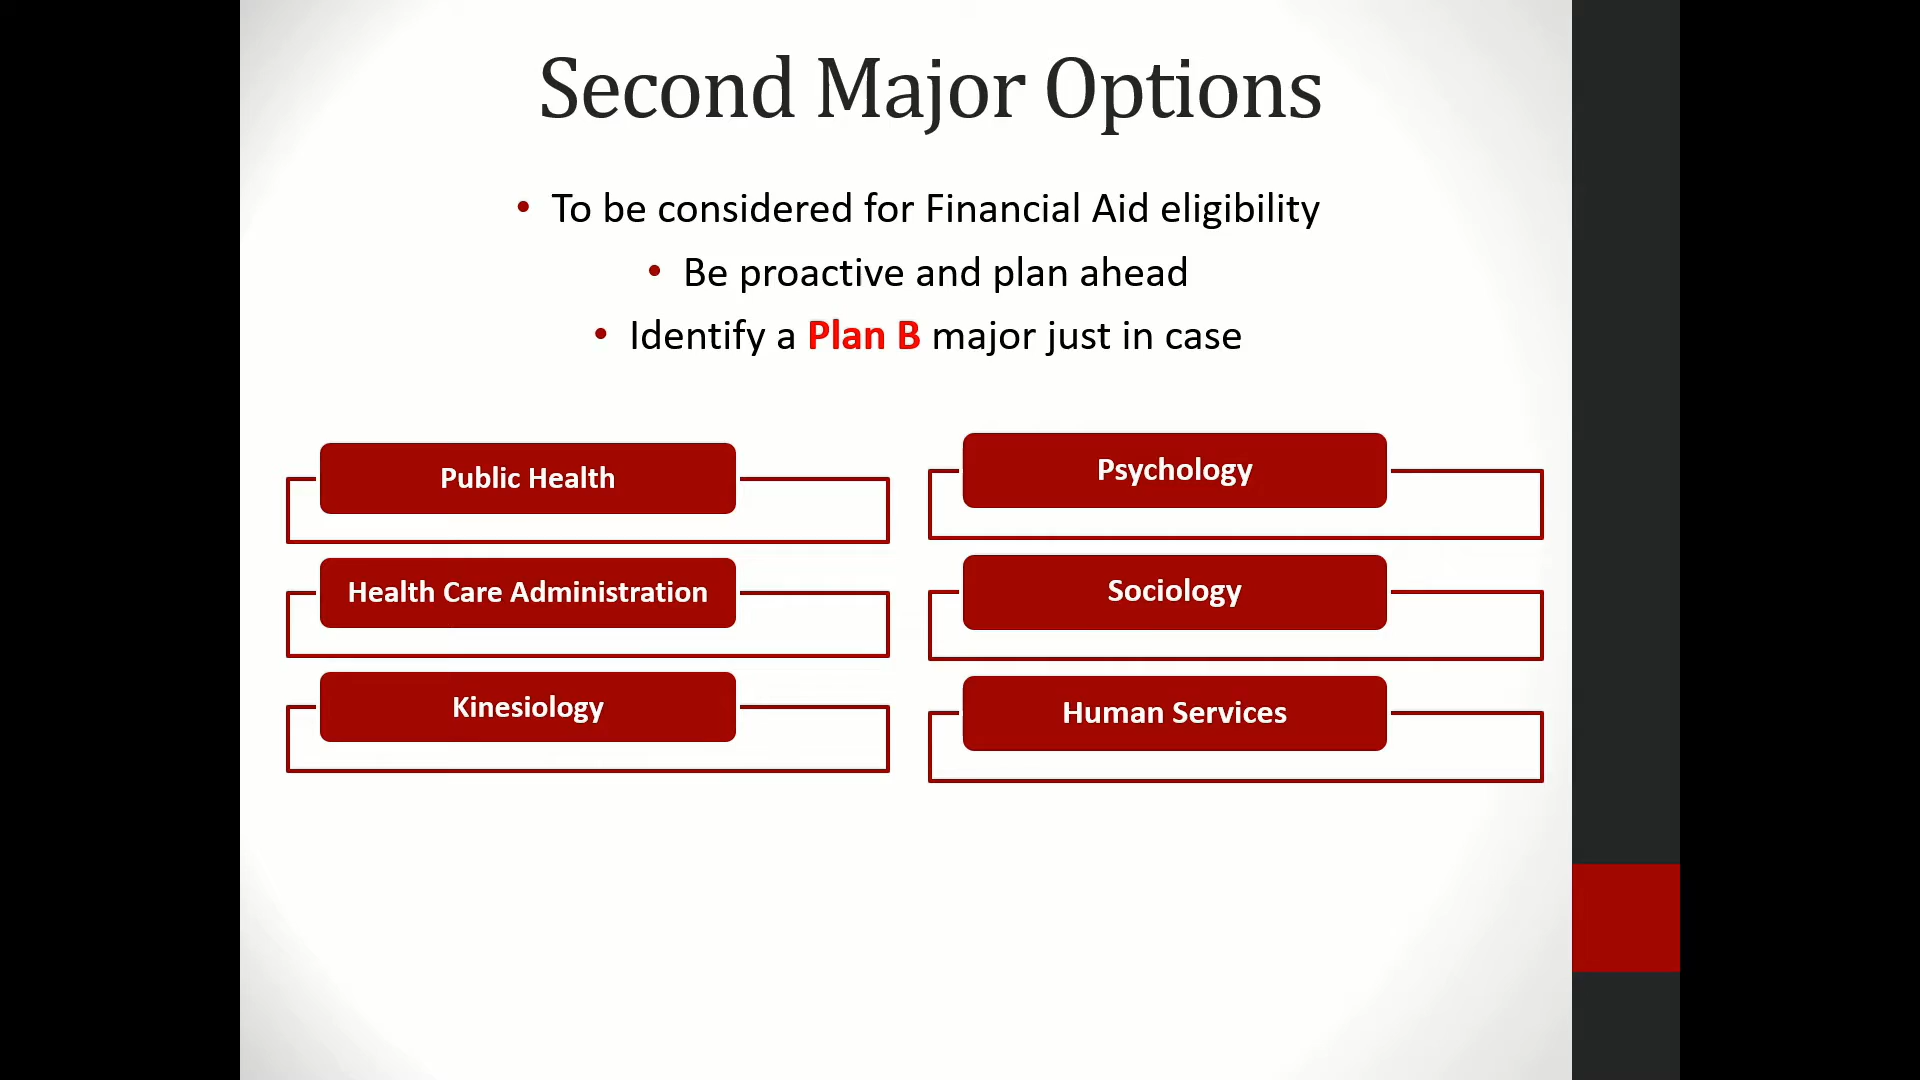 Second Major Options
• To be considered for Financial Aid eligibility
• Be proactive and plan ahead
• Identify a Plan B major just in case
Public Health
Health Care Administration
Kinesiology
Psychology
Sociology
Human Services